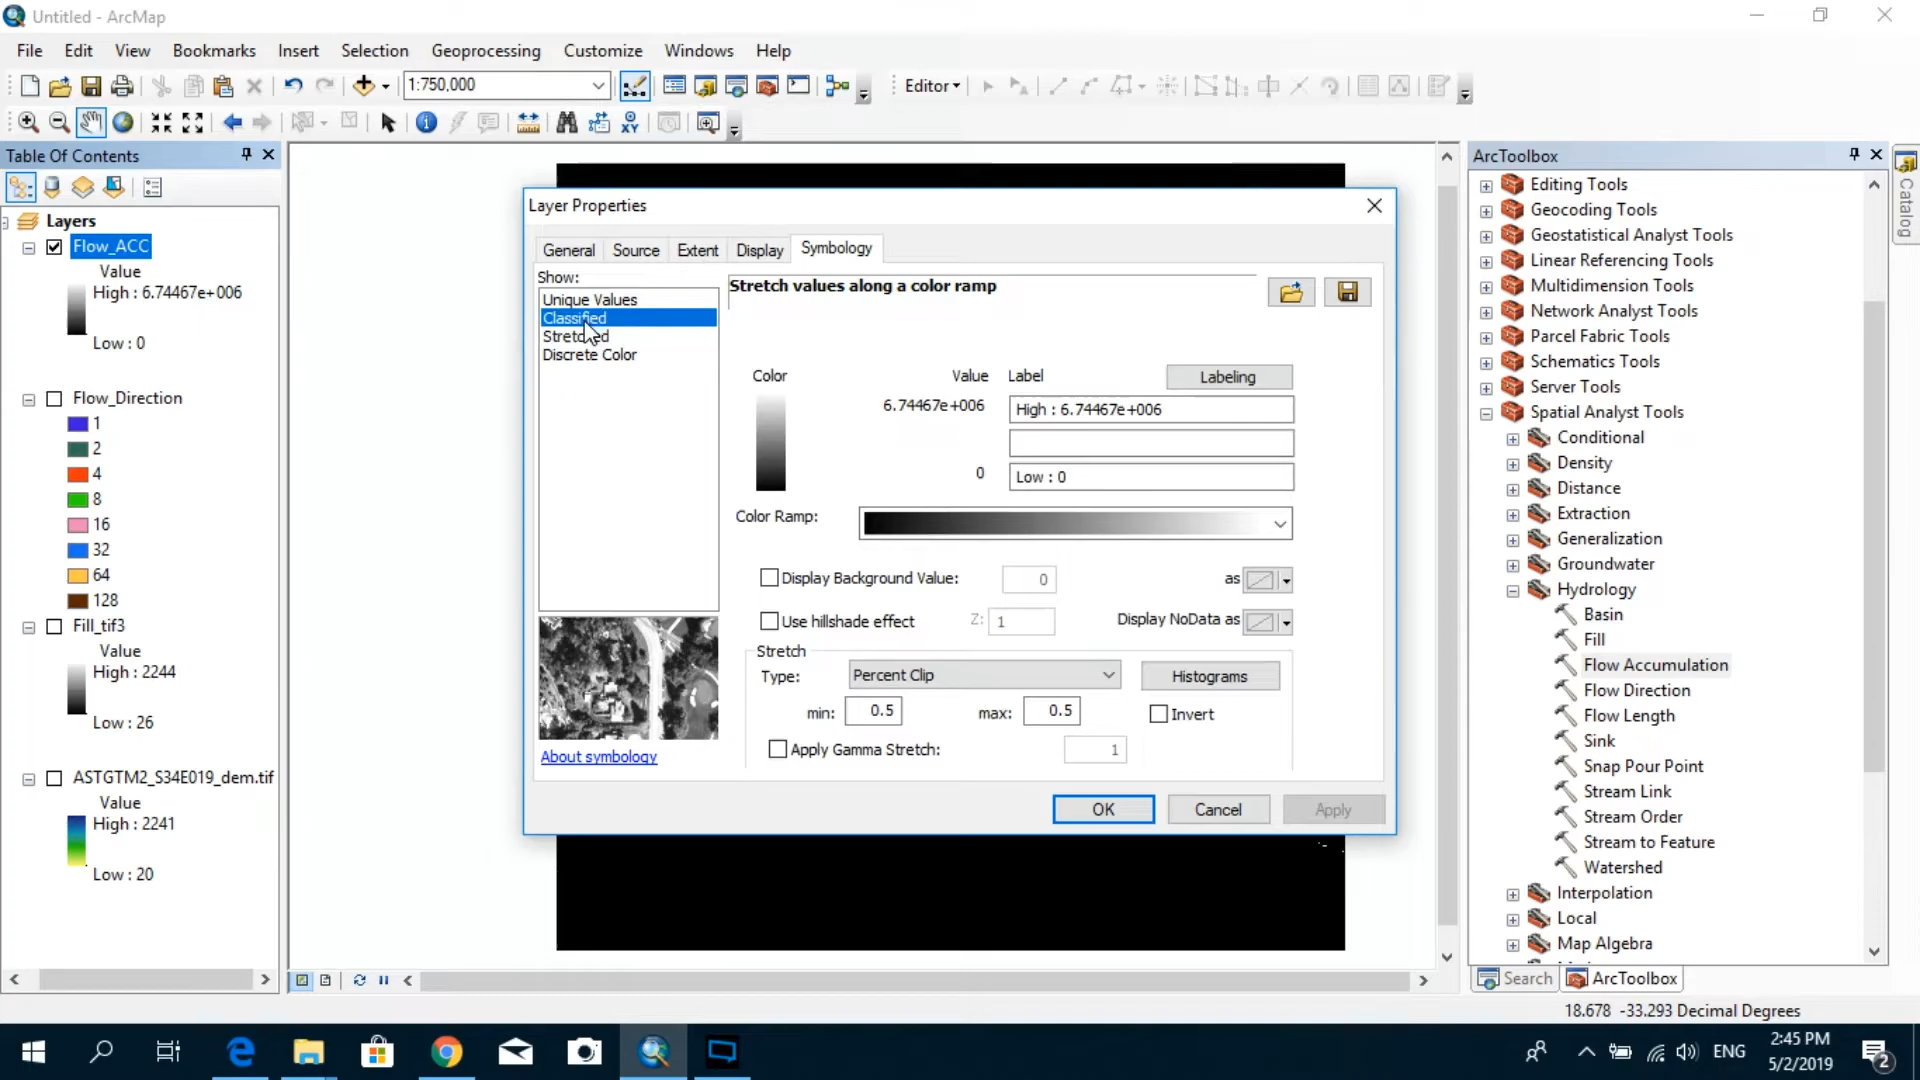 Untitled - ArcMap
File Edit View Bookmarks Insert Selection Geoprocessing Customize Windows Help
1:750,000
Editor
Table Of Contents
Layers
Flow_ACC
Value
High : 6.74467e+006
Low : 0
Flow_Direction
1
2
4
8
16
32
64
128
Fill_tif3
Value
High : 2244
Low : 26
ASTGTM2_S34E019_dem.tif
Value
High : 2241
Low : 20
Layer Properties
General Source Extent Display Symbology
Show:
Unique Values
Classified
Stretched
Discrete Color
About symbology
Stretch values along a color ramp
Color Value Label Labeling
6.74467e+006 High : 6.74467e+006
0 Low : 0
Color Ramp:
Display Background Value: 0 as
Use hillshade effect Z: 1 Display NoData as
Stretch
Type: Percent Clip Histograms
min: 0.5 max: 0.5 Invert
Apply Gamma Stretch: 1
OK Cancel Apply
ArcToolbox
Editing Tools
Geocoding Tools
Geostatistical Analyst Tools
Linear Referencing Tools
Multidimension Tools
Network Analyst Tools
Parcel Fabric Tools
Schematics Tools
Server Tools
Spatial Analyst Tools
Conditional
Density
Distance
Extraction
Generalization
Groundwater
Hydrology
Basin
Fill
Flow Accumulation
Flow Direction
Flow Length
Sink
Snap Pour Point
Stream Link
Stream Order
Stream to Feature
Watershed
Interpolation
Local
Map Algebra
Search ArcToolbox
Catalog
18.678 -33.293 Decimal Degrees
ENG
2:45 PM
5/2/2019
2